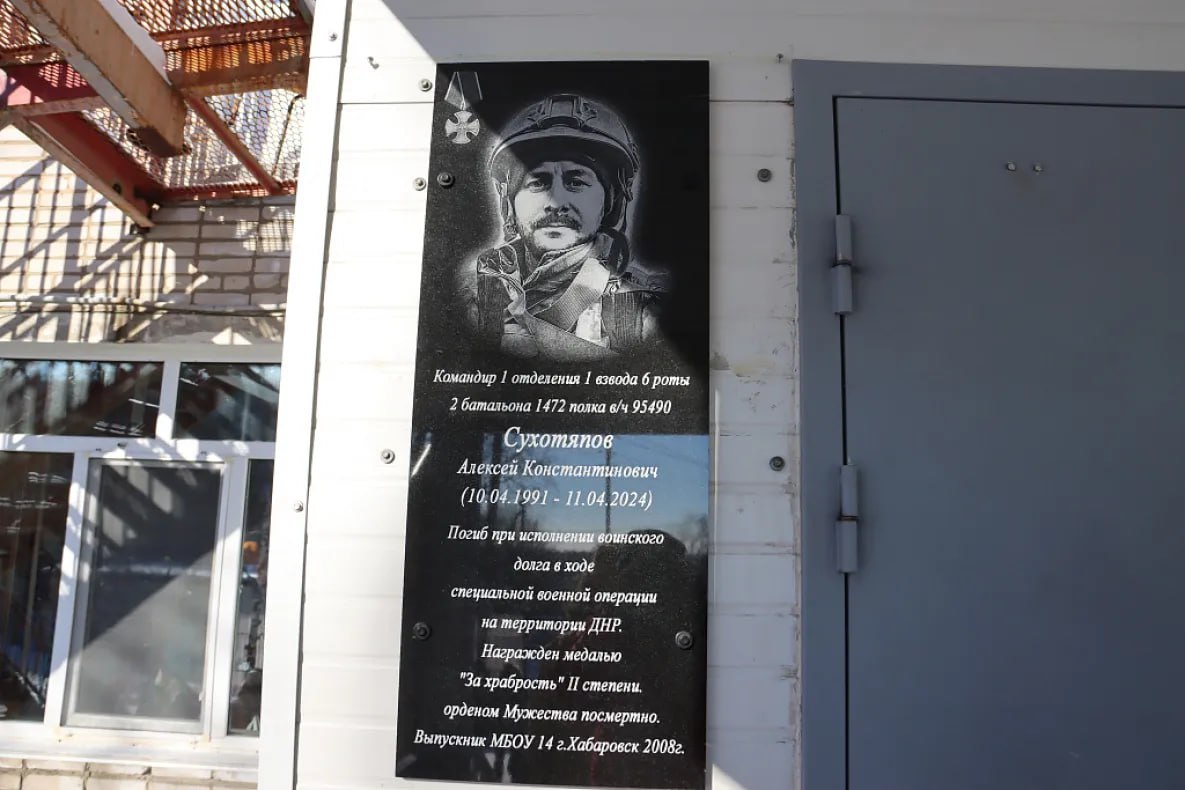 Командир 1 отделения 1 взвода 6 роты
2 батальона 1472 полка в/ч 95490
Сухотяпов
Алексей Константинович
(10.04.1991 - 11.04.2024)
Погиб при исполнении воинского
долга в ходе
специальной военной операции
на территории ДНР.
Награжден медалью
"За храбрость" II степени.
орденом Мужества посмертно.
Выпускник МБОУ 14 г.Хабаровск 2008г.